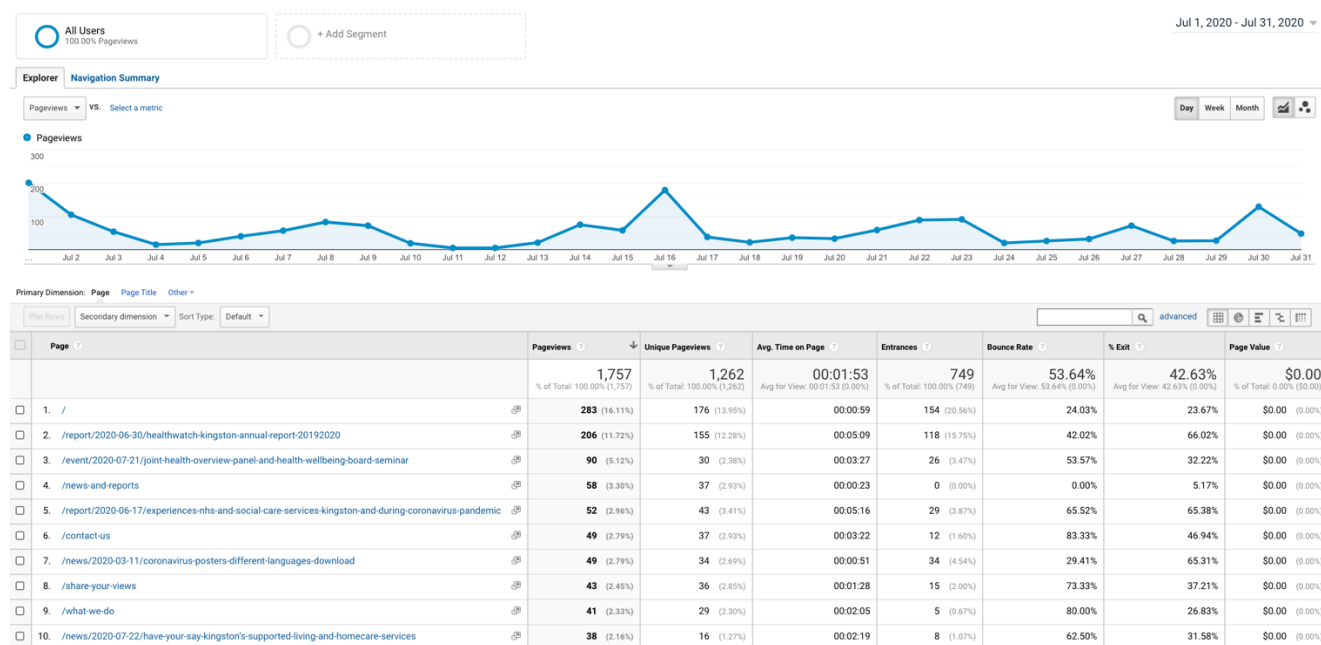 All Users
100.00% Pageviews
+ Add Segment
Jul 1, 2020 - Jul 31, 2020
Explorer Navigation Summary
Pageviews VS. Select a metric
Day Week Month
Pageviews
300
200
100
... Jul 2 Jul 3 Jul 4 Jul 5 Jul 6 Jul 7 Jul 8 Jul 9 Jul 10 Jul 11 Jul 12 Jul 13 Jul 14 Jul 15 Jul 16 Jul 17 Jul 18 Jul 19 Jul 20 Jul 21 Jul 22 Jul 23 Jul 24 Jul 25 Jul 26 Jul 27 Jul 28 Jul 29 Jul 30 Jul 31
Primary Dimension: Page Page Title Other
Plot Rows Secondary dimension Sort Type: Default advanced
Page ? Pageviews ? Unique Pageviews ? Avg. Time on Page ? Entrances ? Bounce Rate ? % Exit ? Page Value ?
1,757 1,262 00:01:53 749 53.64% 42.63% $0.00
% of Total: 100.00% (1,757) % of Total: 100.00% (1,262) Avg for View: 00:01:53 (0.00%) % of Total: 100.00% (749) Avg for View: 53.64% (0.00%) Avg for View: 42.63% (0.00%) % of Total: 0.00% ($0.00)
1. / 283 (16.11%) 176 (13.95%) 00:00:59 154 (20.56%) 24.03% 23.67% $0.00 (0.00%)
2. /report/2020-06-30/healthwatch-kingston-annual-report-20192020 206 (11.72%) 155 (12.28%) 00:05:09 118 (15.75%) 42.02% 66.02% $0.00 (0.00%)
3. /event/2020-07-21/joint-health-overview-panel-and-health-wellbeing-board-seminar 90 (5.12%) 30 (2.38%) 00:03:27 26 (3.47%) 53.57% 32.22% $0.00 (0.00%)
4. /news-and-reports 58 (3.30%) 37 (2.93%) 00:00:23 0 (0.00%) 0.00% 5.17% $0.00 (0.00%)
5. /report/2020-06-17/experiences-nhs-and-social-care-services-kingston-and-during-coronavirus-pandemic 52 (2.96%) 43 (3.41%) 00:05:16 29 (3.87%) 65.52% 65.38% $0.00 (0.00%)
6. /contact-us 49 (2.79%) 37 (2.93%) 00:03:22 12 (1.60%) 83.33% 46.94% $0.00 (0.00%)
7. /news/2020-03-11/coronavirus-posters-different-languages-download 49 (2.79%) 34 (2.69%) 00:00:51 34 (4.54%) 29.41% 65.31% $0.00 (0.00%)
8. /share-your-views 43 (2.45%) 36 (2.85%) 00:01:28 15 (2.00%) 73.33% 37.21% $0.00 (0.00%)
9. /what-we-do 41 (2.33%) 29 (2.30%) 00:02:05 5 (0.67%) 80.00% 26.83% $0.00 (0.00%)
10. /news/2020-07-22/have-your-say-kingston's-supported-living-and-homecare-services 38 (2.16%) 16 (1.27%) 00:02:19 8 (1.07%) 62.50% 31.58% $0.00 (0.00%)